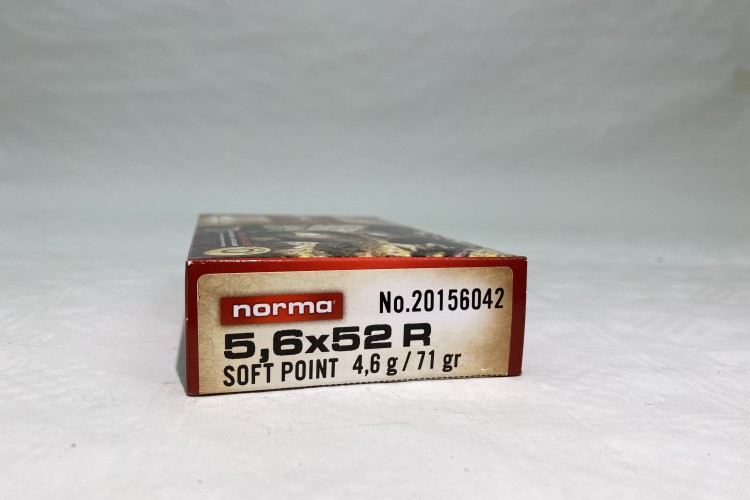 norma
No.20156042
5,6x52 R
SOFT POINT 4,6 g / 71 gr